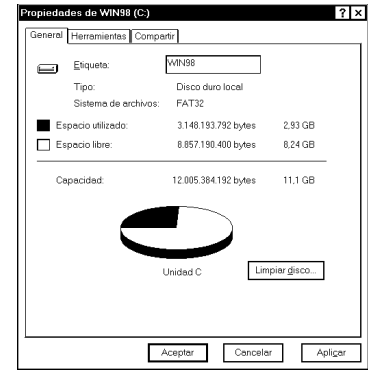 Propiedades de WIN98 (C:)
General Herramientas Compartir
Etiqueta: WIN98
Tipo: Disco duro local
Sistema de archivos: FAT32
Espacio utilizado: 3.148.193.792 bytes 2,93 GB
Espacio libre: 8.857.190.400 bytes 8,24 GB
Capacidad: 12.005.384.192 bytes 11,1 GB
Unidad C
Limpiar disco...
Aceptar Cancelar Aplicar